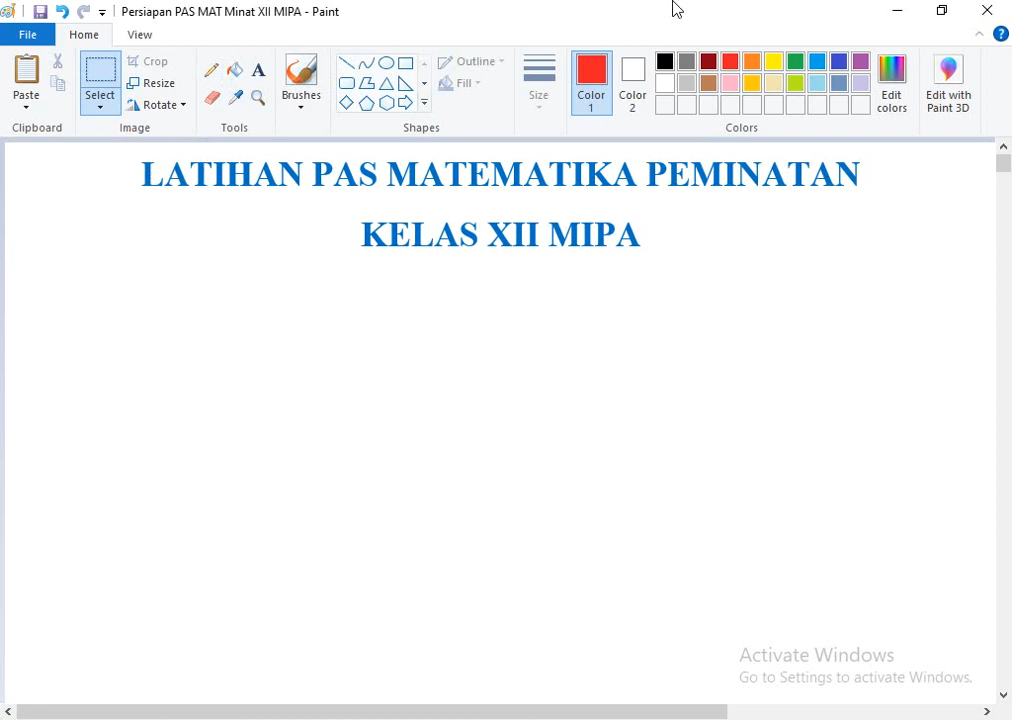 Persiapan PAS MAT Minat XII MIPA - Paint
File Home View
Paste
Clipboard
Select
Crop
Resize
Rotate
Image
Tools
Brushes
Shapes
Outline
Fill
Size
Color 1
Color 2
Colors
Edit colors
Edit with Paint 3D
LATIHAN PAS MATEMATIKA PEMINATAN
KELAS XII MIPA
Activate Windows
Go to Settings to activate Windows.